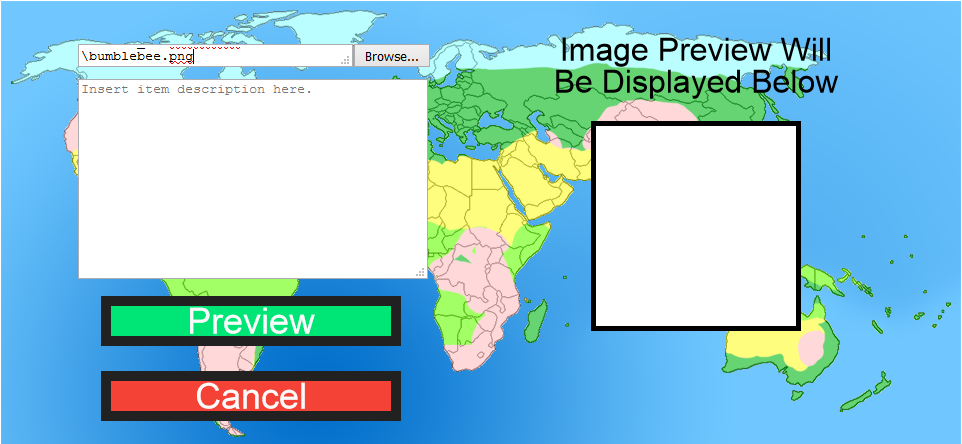 \bumblebee.png
Browse...
Insert item description here.
Preview
Cancel
Image Preview Will
Be Displayed Below